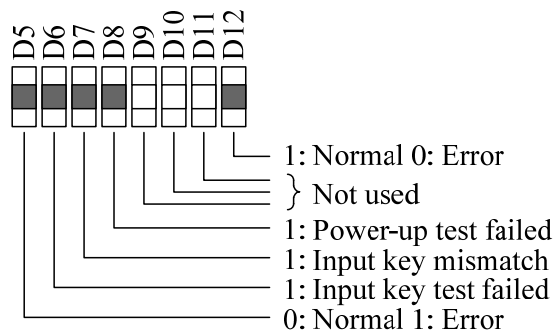 D5 D6 D7 D8 D9 D10 D11 D12
1: Normal 0: Error
Not used
1: Power-up test failed
1: Input key mismatch
1: Input key test failed
0: Normal 1: Error